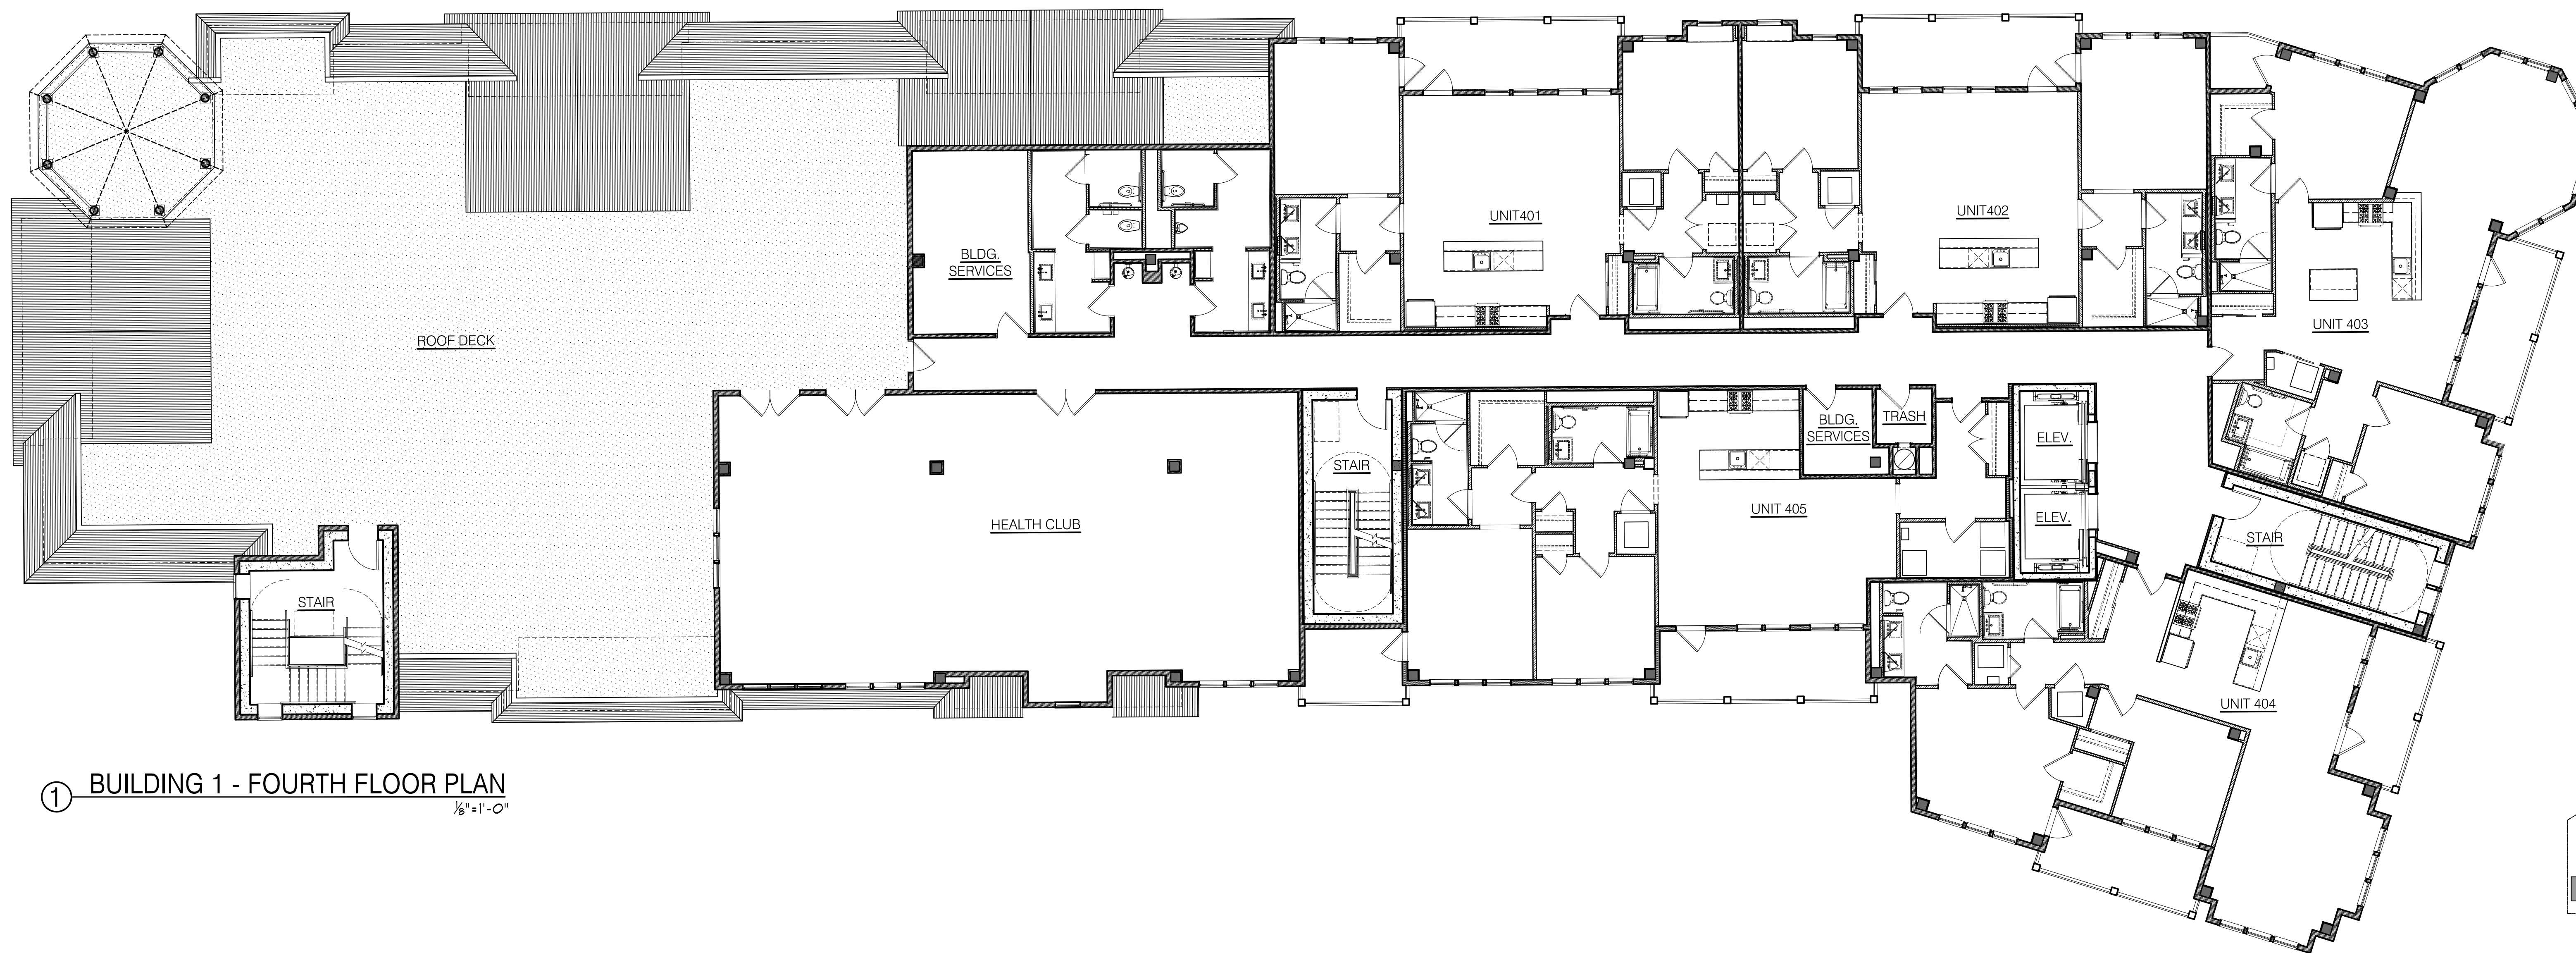 UNIT401
UNIT402
BLDG.
SERVICES
UNIT 403
ROOF DECK
BLDG.
SERVICES
TRASH
ELEV.
STAIR
HEALTH CLUB
UNIT 405
ELEV.
STAIR
STAIR
UNIT 404
1 BUILDING 1 - FOURTH FLOOR PLAN
1/8"=1'-0"